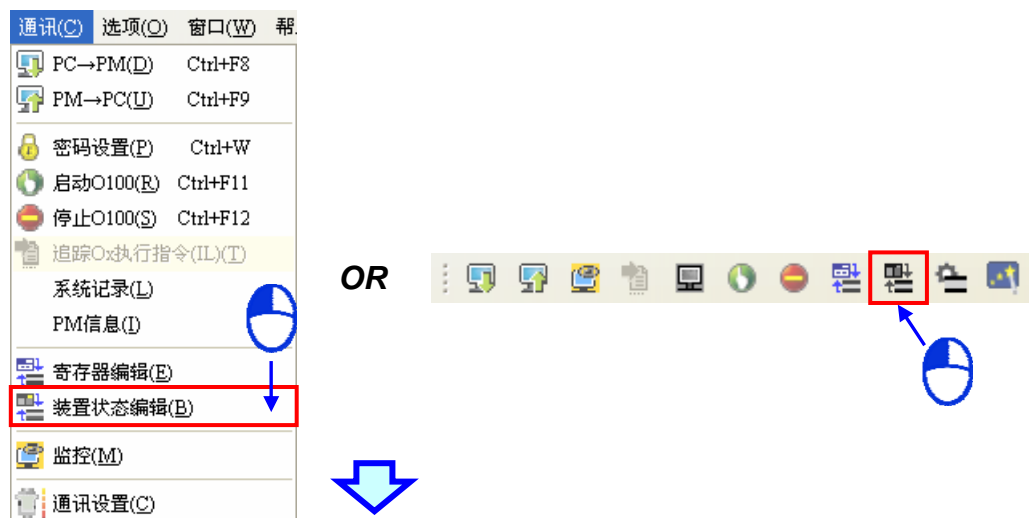 通讯(C) 选项(O) 窗口(W) 帮
PC→PM(D) Ctrl+F8
PM→PC(U) Ctrl+F9
密码设置(P) Ctrl+W
启动O100(R) Ctrl+F11
停止O100(S) Ctrl+F12
追踪Ox执行指令(IL)(T)
系统记录(L)
PM信息(I)
寄存器编辑(E)
装置状态编辑(B)
监控(M)
通讯设置(C)
OR